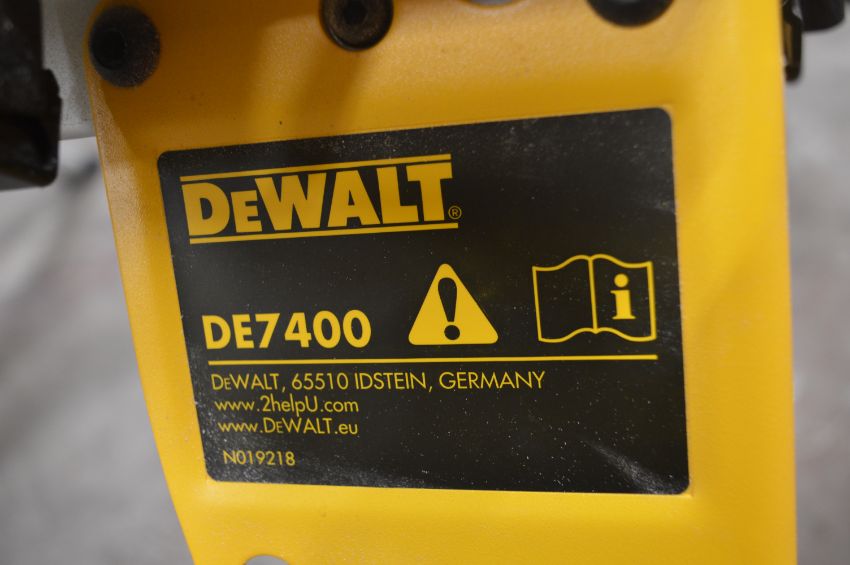 DEWALT®
DE7400
i
DEWALT, 65510 IDSTEIN, GERMANY
www.2helpU.com
www.DEWALT.eu
N019218